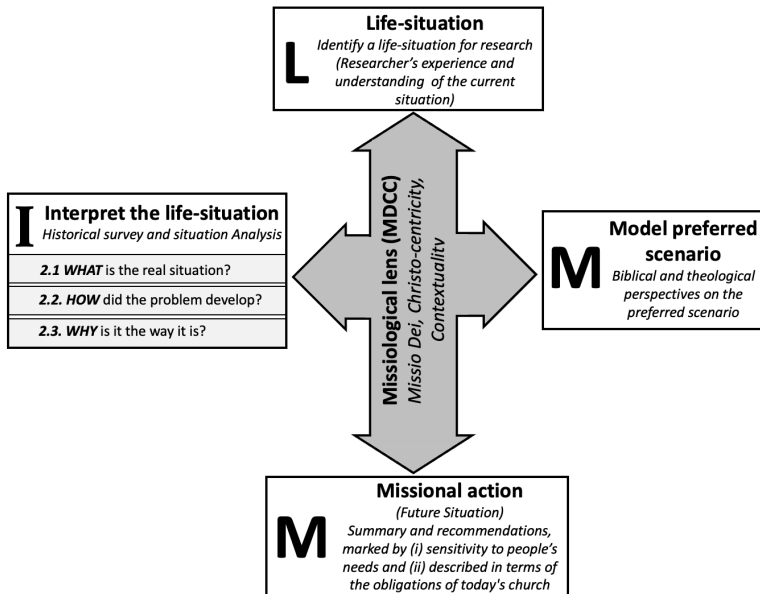 L
Life-situation
Identify a life-situation for research
(Researcher's experience and
understanding of the current
situation)
I
Interpret the life-situation
Historical survey and situation Analysis
2.1 WHAT is the real situation?
2.2. HOW did the problem develop?
2.3. WHY is it the way it is?
Missiological lens (MDCC)
Missio Dei, Christo-centricity,
Contextuality
M
Model preferred
scenario
Biblical and theological
perspectives on the
preferred scenario
M
Missional action
(Future Situation)
Summary and recommendations,
marked by (i) sensitivity to people's
needs and (ii) described in terms of
the obligations of today's church